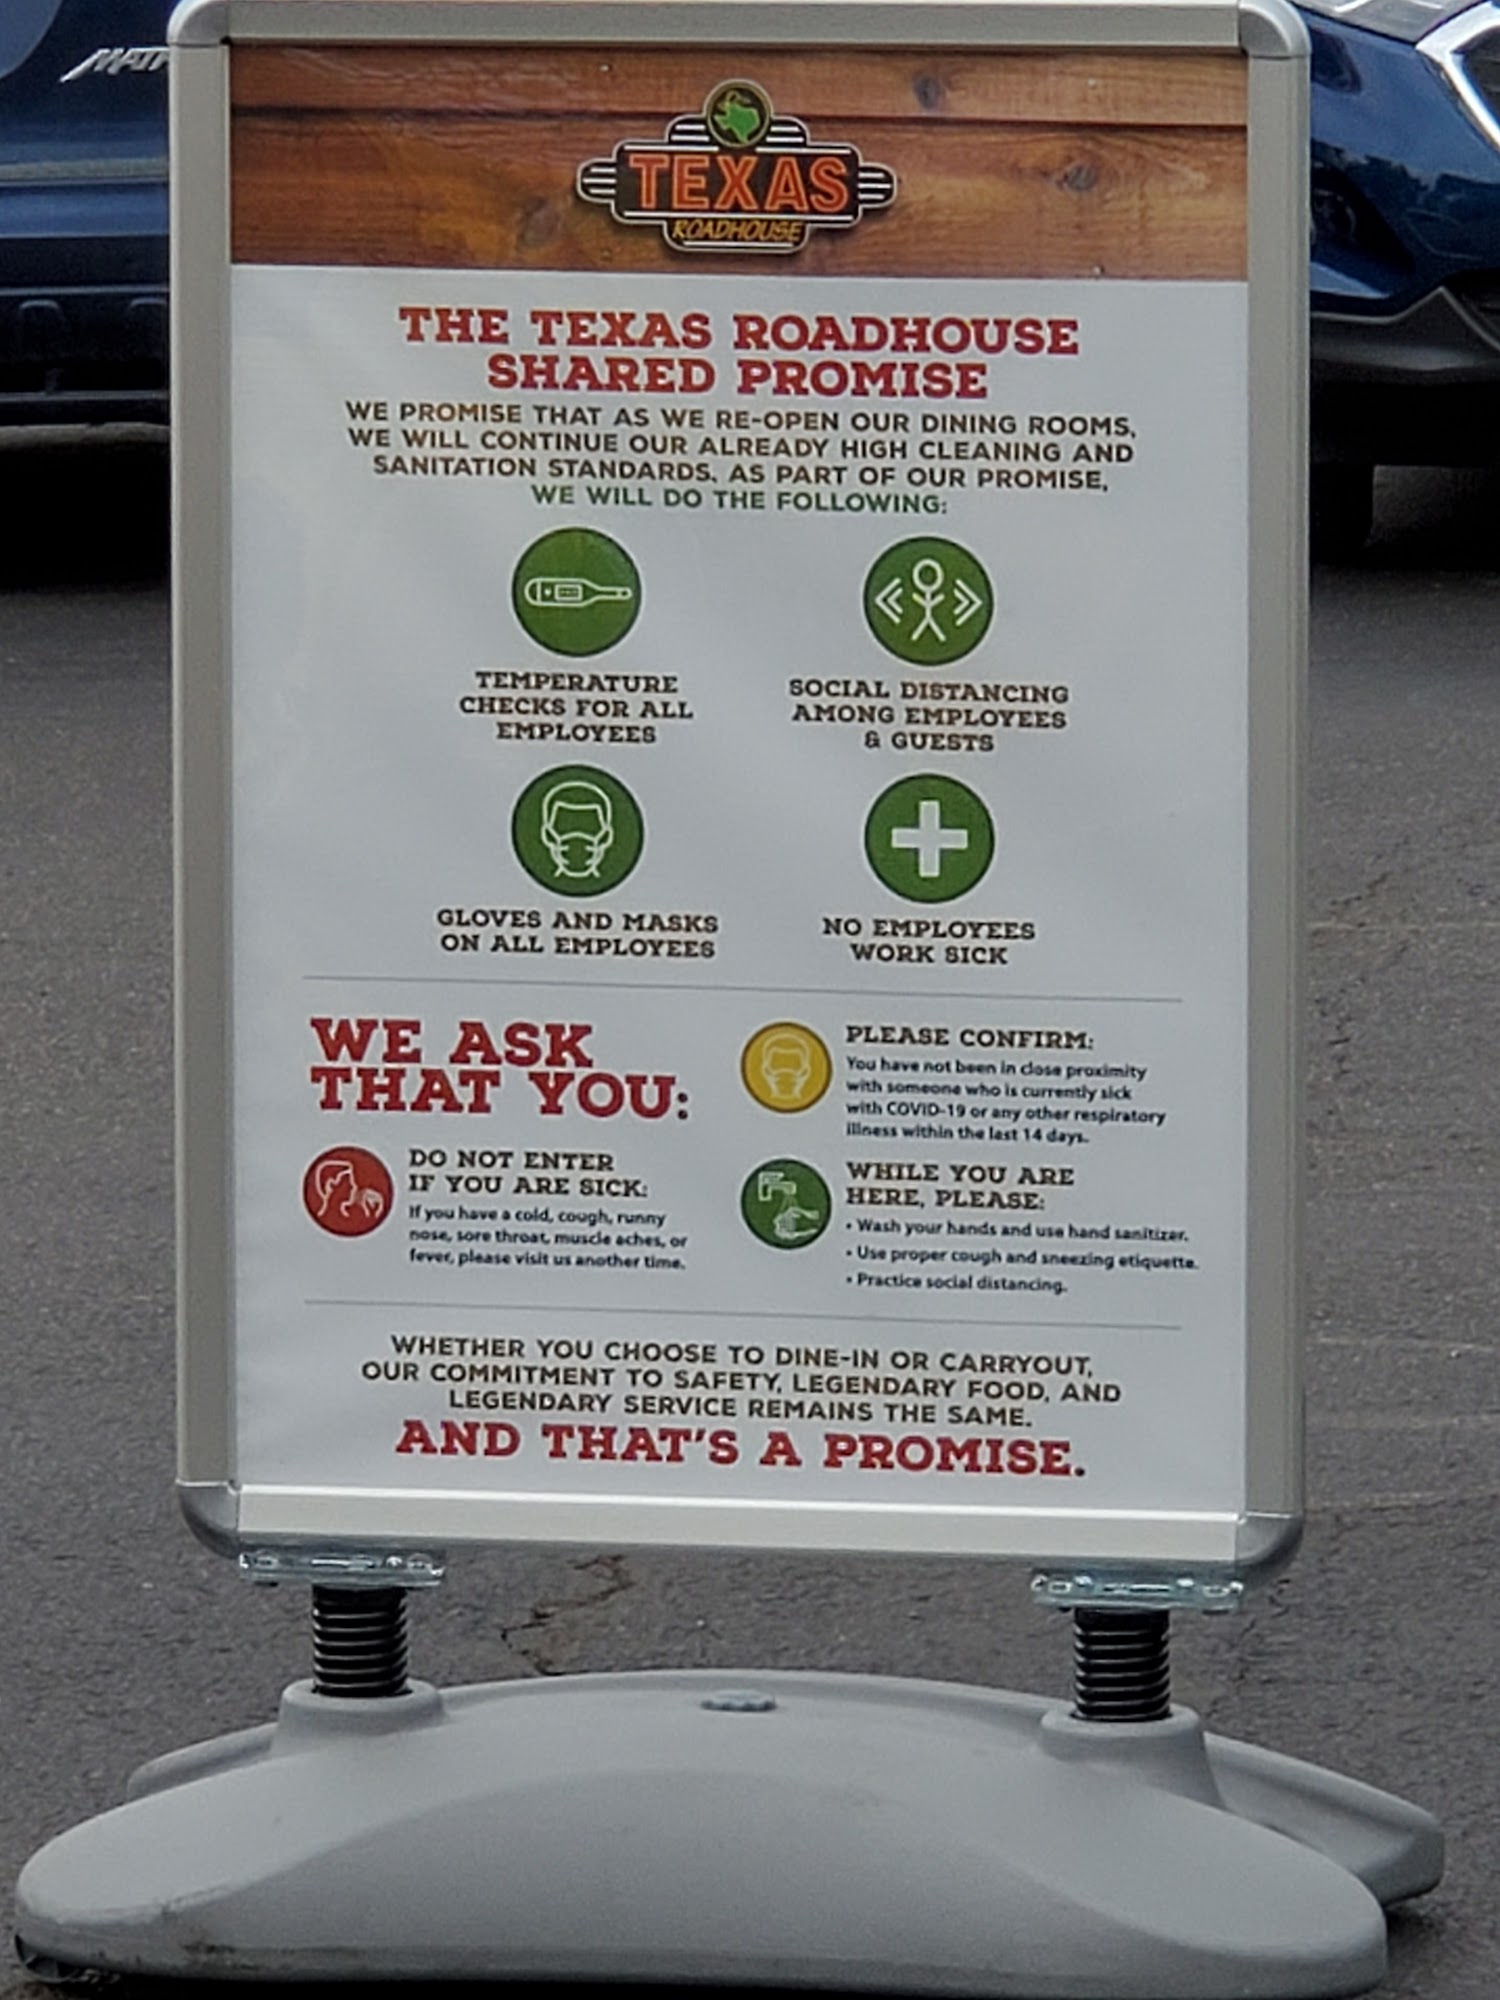 TEXAS
ROADHOUSE
THE TEXAS ROADHOUSE
SHARED PROMISE
WE PROMISE THAT AS WE RE-OPEN OUR DINING ROOMS,
WE WILL CONTINUE OUR ALREADY HIGH CLEANING AND
SANITATION STANDARDS. AS PART OF OUR PROMISE,
WE WILL DO THE FOLLOWING:
TEMPERATURE
CHECKS FOR ALL
EMPLOYEES
SOCIAL DISTANCING
AMONG EMPLOYEES
& GUESTS
GLOVES AND MASKS
ON ALL EMPLOYEES
NO EMPLOYEES
WORK SICK
WE ASK
THAT YOU:
DO NOT ENTER
IF YOU ARE SICK:
If you have a cold, cough, runny
nose, sore throat, muscle aches, or
fever, please visit us another time.
PLEASE CONFIRM:
You have not been in close proximity
with someone who is currently sick
with COVID-19 or any other respiratory
illness within the last 14 days.
WHILE YOU ARE
HERE, PLEASE:
• Wash your hands and use hand sanitizer.
• Use proper cough and sneezing etiquette.
• Practice social distancing.
WHETHER YOU CHOOSE TO DINE-IN OR CARRYOUT,
OUR COMMITMENT TO SAFETY, LEGENDARY FOOD, AND
LEGENDARY SERVICE REMAINS THE SAME.
AND THAT'S A PROMISE.